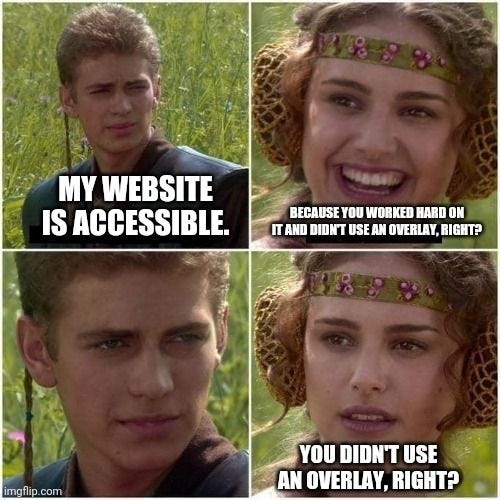 MY WEBSITE
IS ACCESSIBLE.
BECAUSE YOU WORKED HARD ON
IT AND DIDN'T USE AN OVERLAY, RIGHT?
YOU DIDN'T USE
AN OVERLAY, RIGHT?
imgflip.com